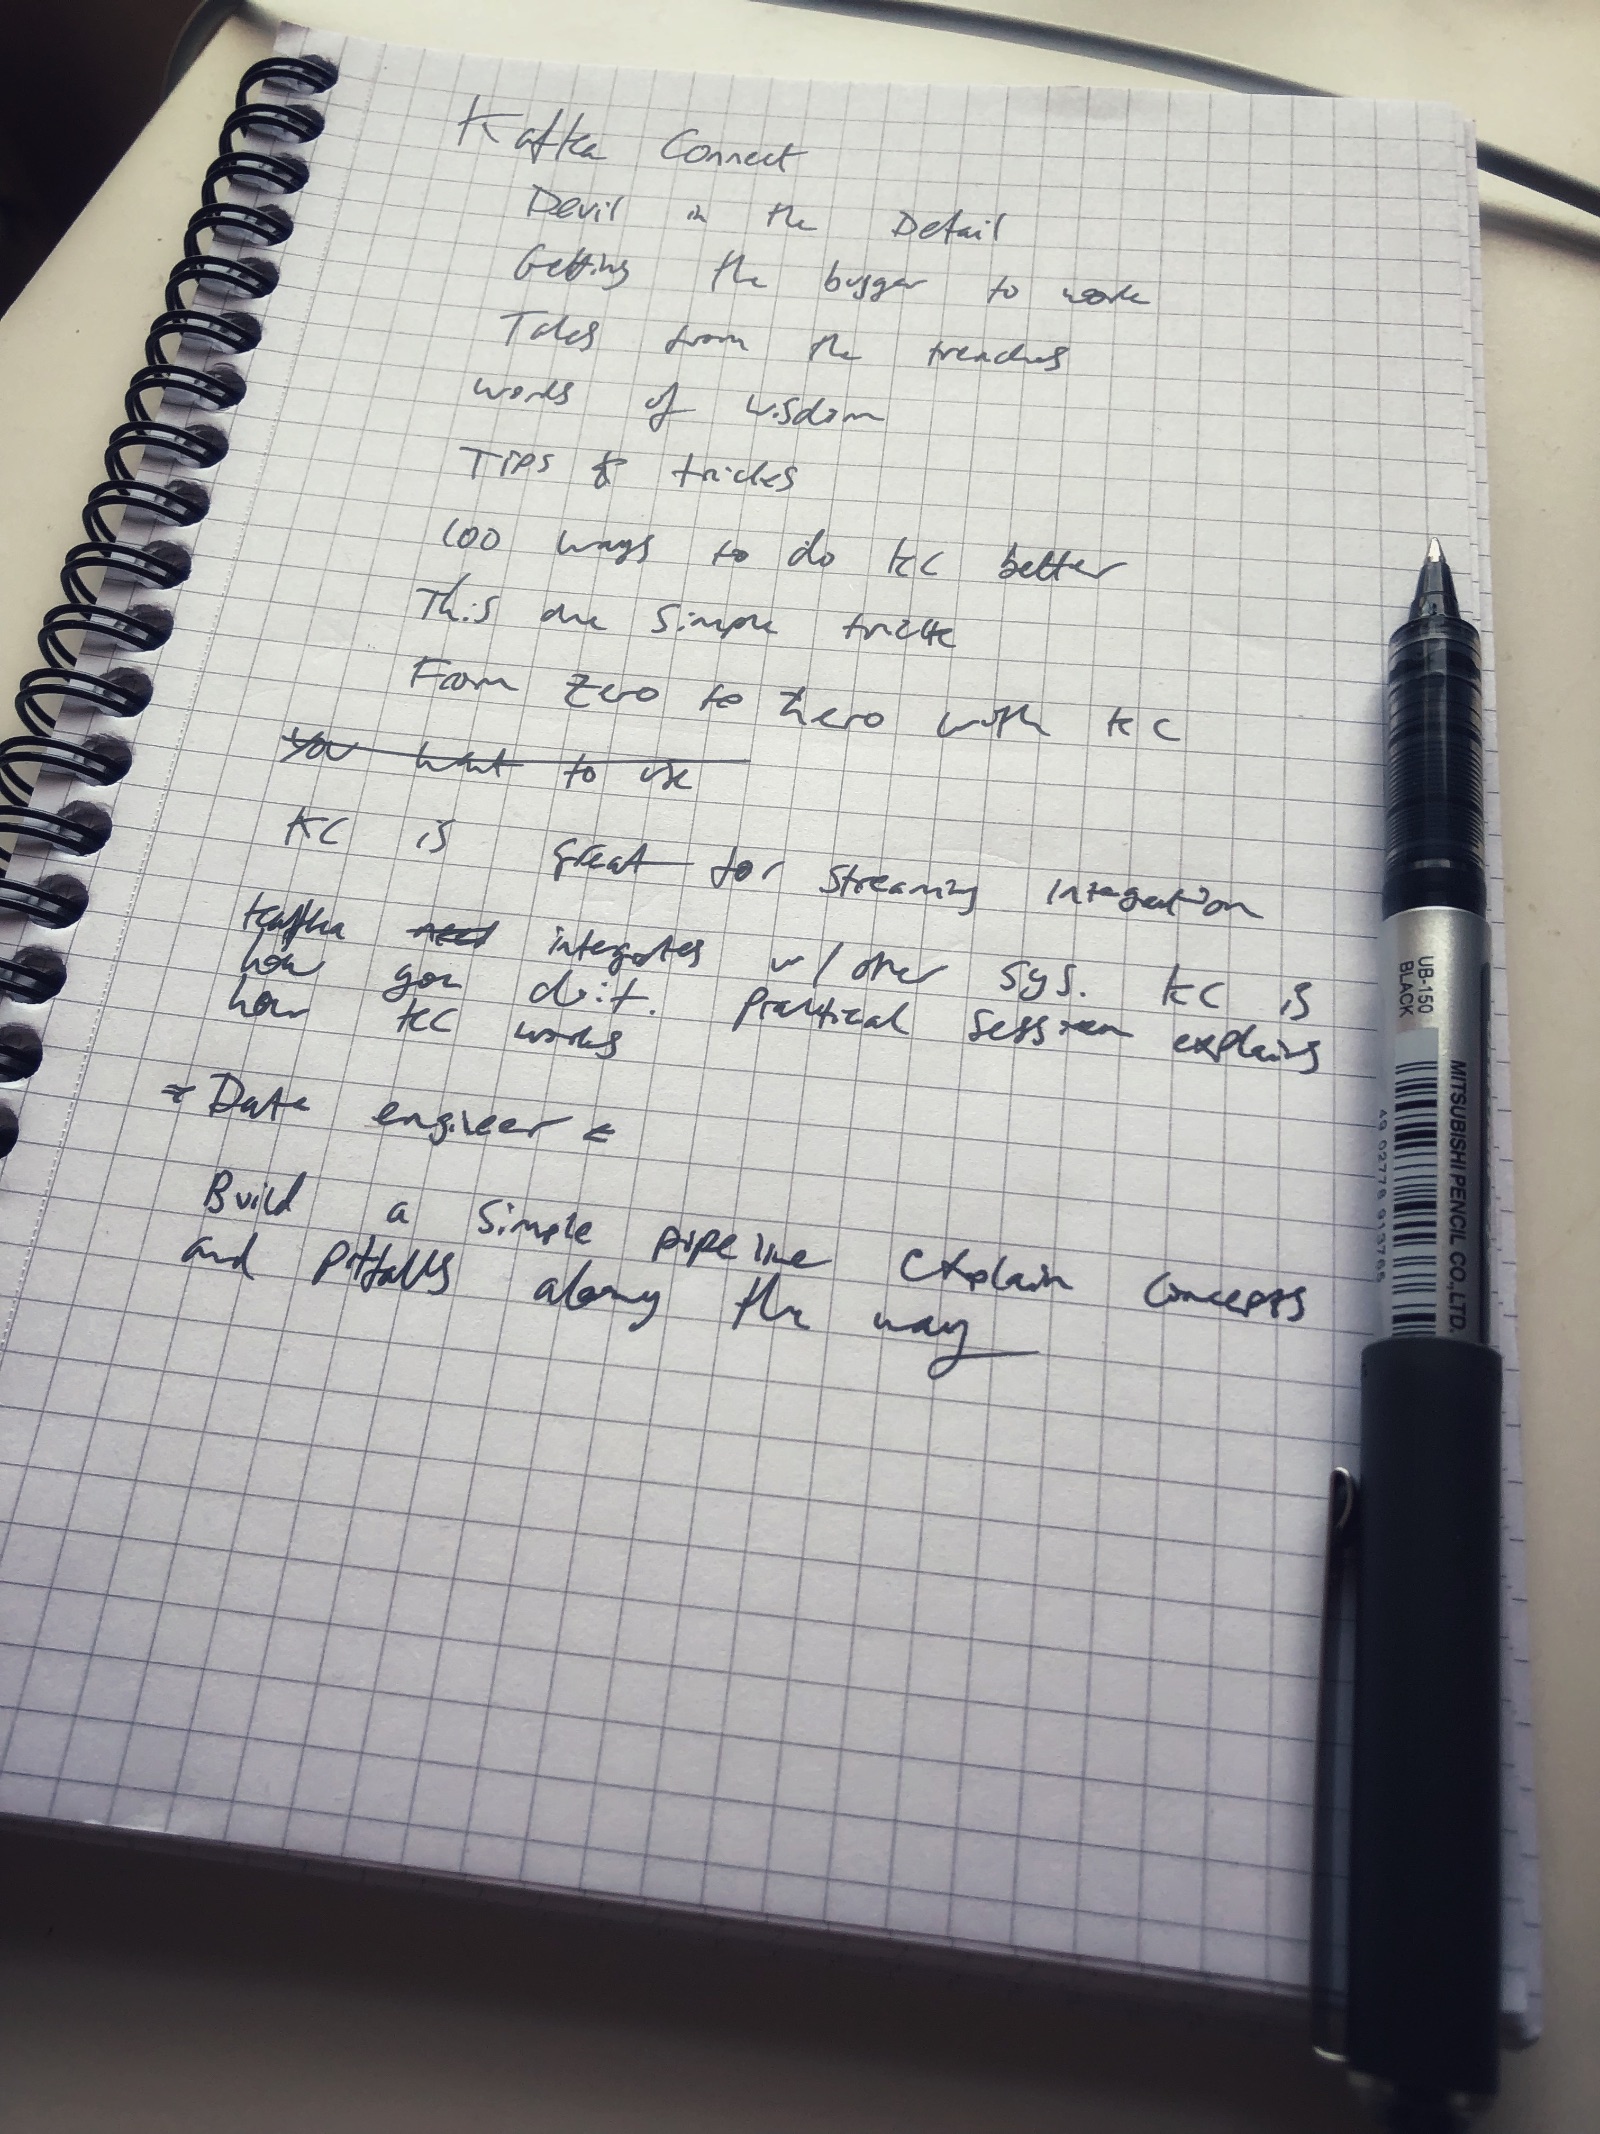 Kafka Connect
Devil in the Detail
Getting the bugger to work
Tales from the trenches
words of wisdom
Tips & tricks
100 ways to do KC better
This one simple trick
From zero to hero with KC
You want to use
KC is great for streaming integration
Kafka need integrates w/ other sys. KC is
how you do it. Practical session explains
how KC works
Data engineer
Build a simple pipeline explain concepts
and pitfalls along the way
UB-150
BLACK
MITSUBISHI PENCIL CO., LTD.
49 02778 913765